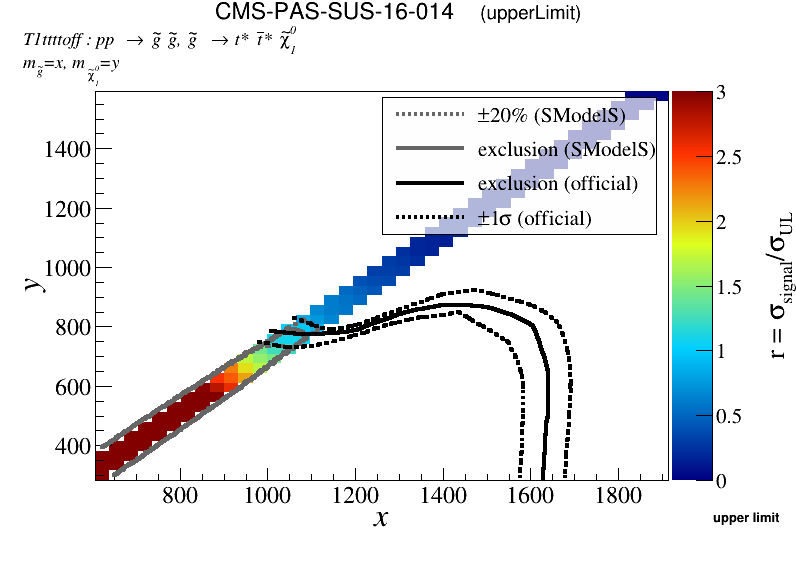 CMS-PAS-SUS-16-014 (upperLimit)
T1ttttoff : pp → g̃ g̃, g̃ → t* t̄* χ̃₁⁰
m_g̃=x, m_χ̃₁⁰=y
±20% (SModelS)
exclusion (SModelS)
exclusion (official)
±1σ (official)
1400
1200
1000
800
600
400
y
800
1000
1200
1400
1600
1800
x
3
2.5
2
1.5
1
0.5
0
r = σ_signal/σ_UL
upper limit